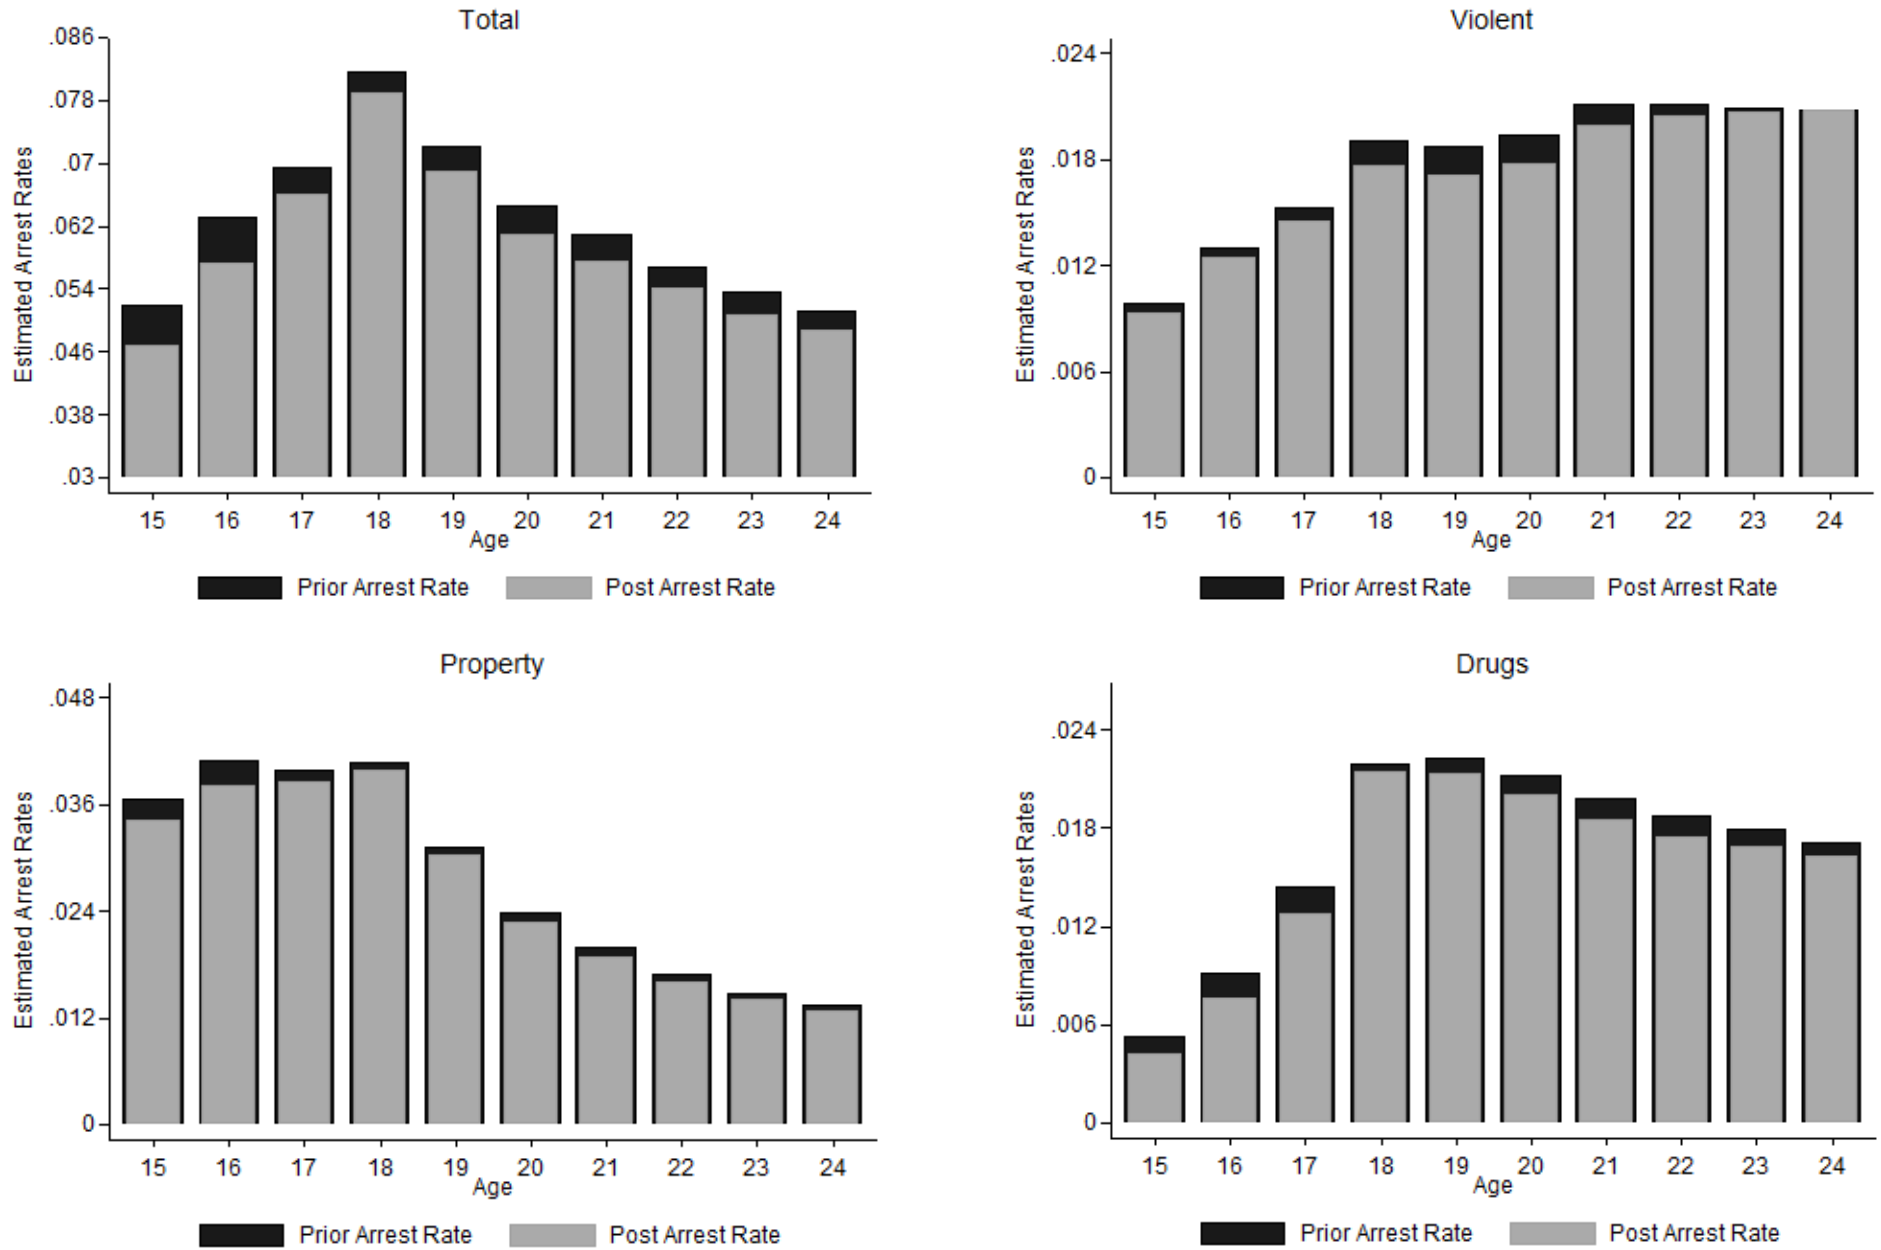 Total
Estimated Arrest Rates
.086
.078
.07
.062
.054
.046
.038
.03
15 16 17 18 19 20 21 22 23 24
Age
Prior Arrest Rate Post Arrest Rate
Violent
Estimated Arrest Rates
.024
.018
.012
.006
0
15 16 17 18 19 20 21 22 23 24
Age
Prior Arrest Rate Post Arrest Rate
Property
Estimated Arrest Rates
.048
.036
.024
.012
0
15 16 17 18 19 20 21 22 23 24
Age
Prior Arrest Rate Post Arrest Rate
Drugs
Estimated Arrest Rates
.024
.018
.012
.006
0
15 16 17 18 19 20 21 22 23 24
Age
Prior Arrest Rate Post Arrest Rate